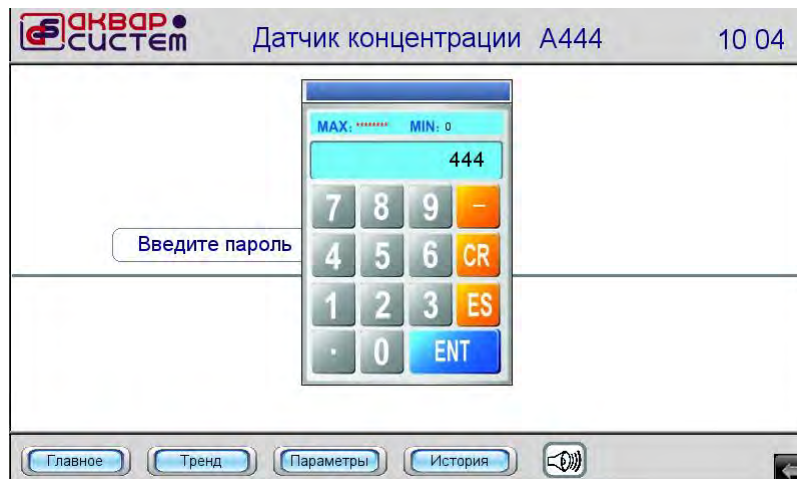 аквар
систем
Датчик концентрации А444
10 04
MAX: ******** MIN: 0
444
7 8 9 –
Введите пароль
4 5 6 CR
1 2 3 ES
. 0 ENT
Главное
Тренд
Параметры
История